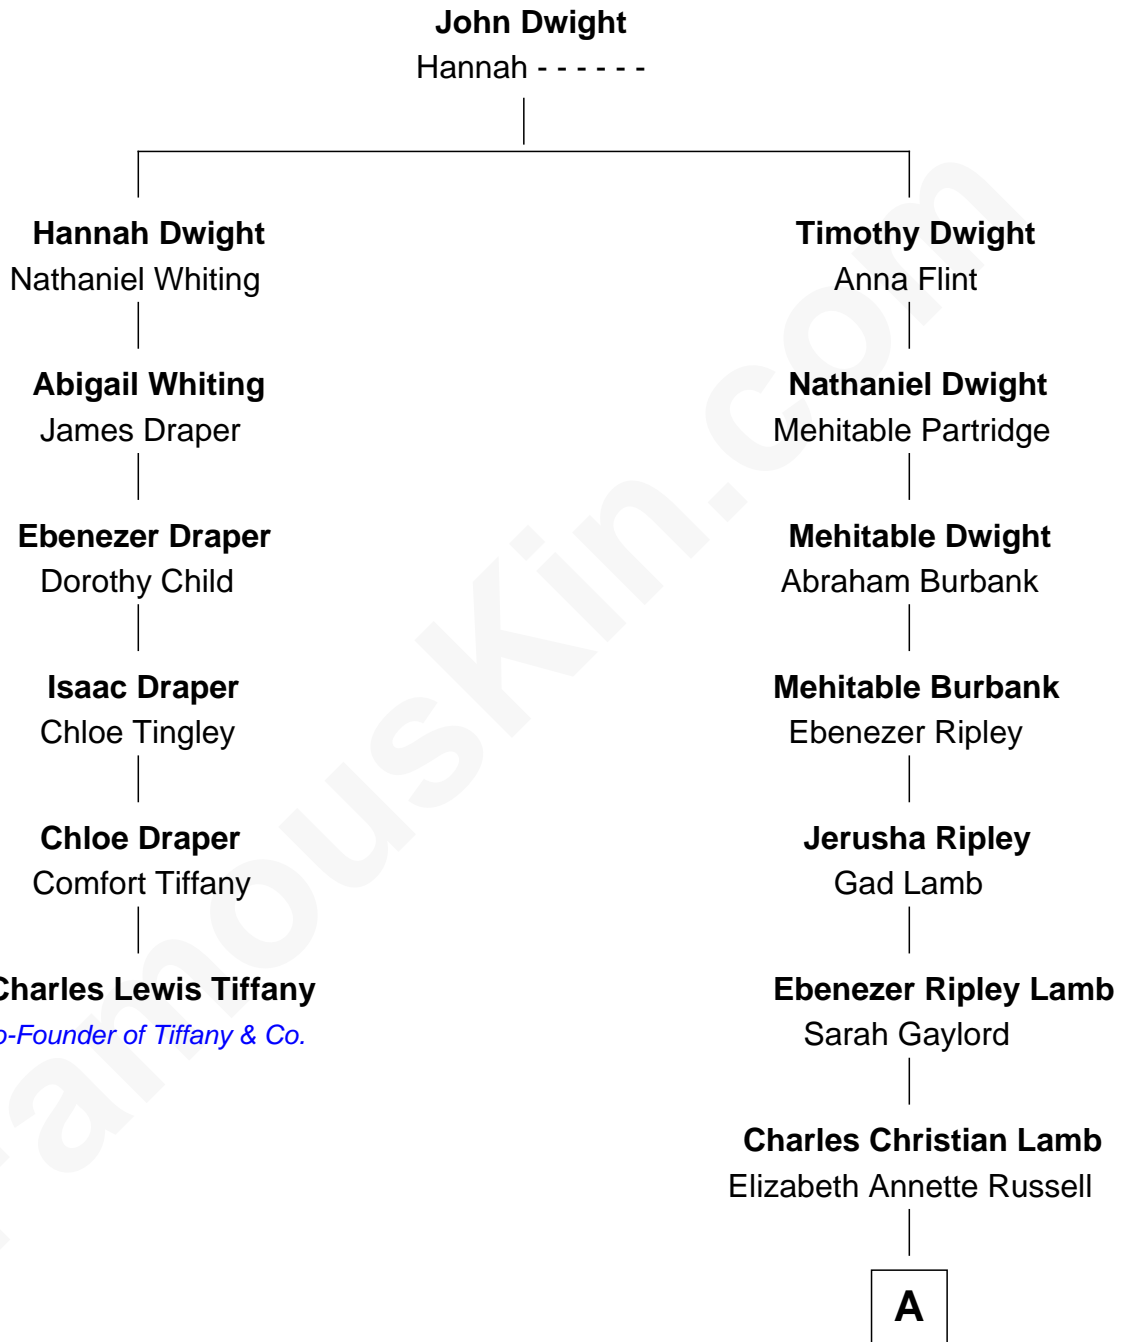 John Dwight
Hannah - - - - - -
Hannah Dwight
Nathaniel Whiting
Timothy Dwight
Anna Flint
Abigail Whiting
James Draper
Nathaniel Dwight
Mehitable Partridge
Ebenezer Draper
Dorothy Child
Mehitable Dwight
Abraham Burbank
Isaac Draper
Chloe Tingley
Mehitable Burbank
Ebenezer Ripley
Chloe Draper
Comfort Tiffany
Jerusha Ripley
Gad Lamb
Charles Lewis Tiffany
o-Founder of Tiffany & Co.
Ebenezer Ripley Lamb
Sarah Gaylord
Charles Christian Lamb
Elizabeth Annette Russell
A
FamousKin.com